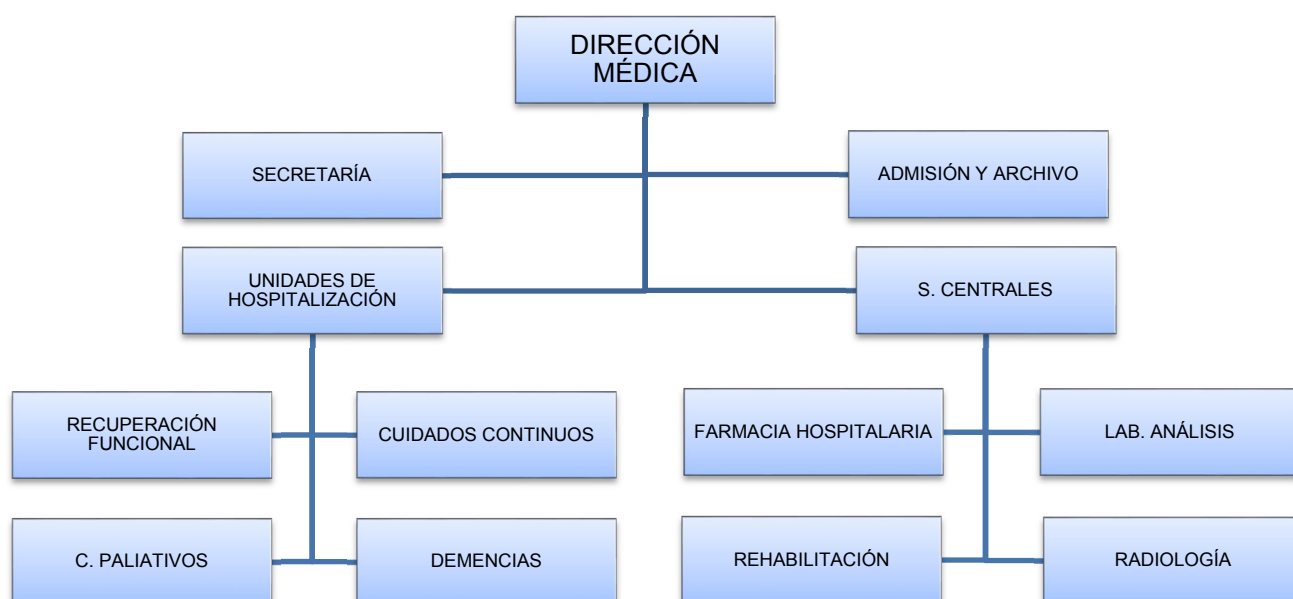 DIRECCIÓN
MÉDICA
SECRETARÍA
ADMISIÓN Y ARCHIVO
UNIDADES DE
HOSPITALIZACIÓN
S. CENTRALES
RECUPERACIÓN
FUNCIONAL
CUIDADOS CONTINUOS
FARMACIA HOSPITALARIA
LAB. ANÁLISIS
C. PALIATIVOS
DEMENCIAS
REHABILITACIÓN
RADIOLOGÍA